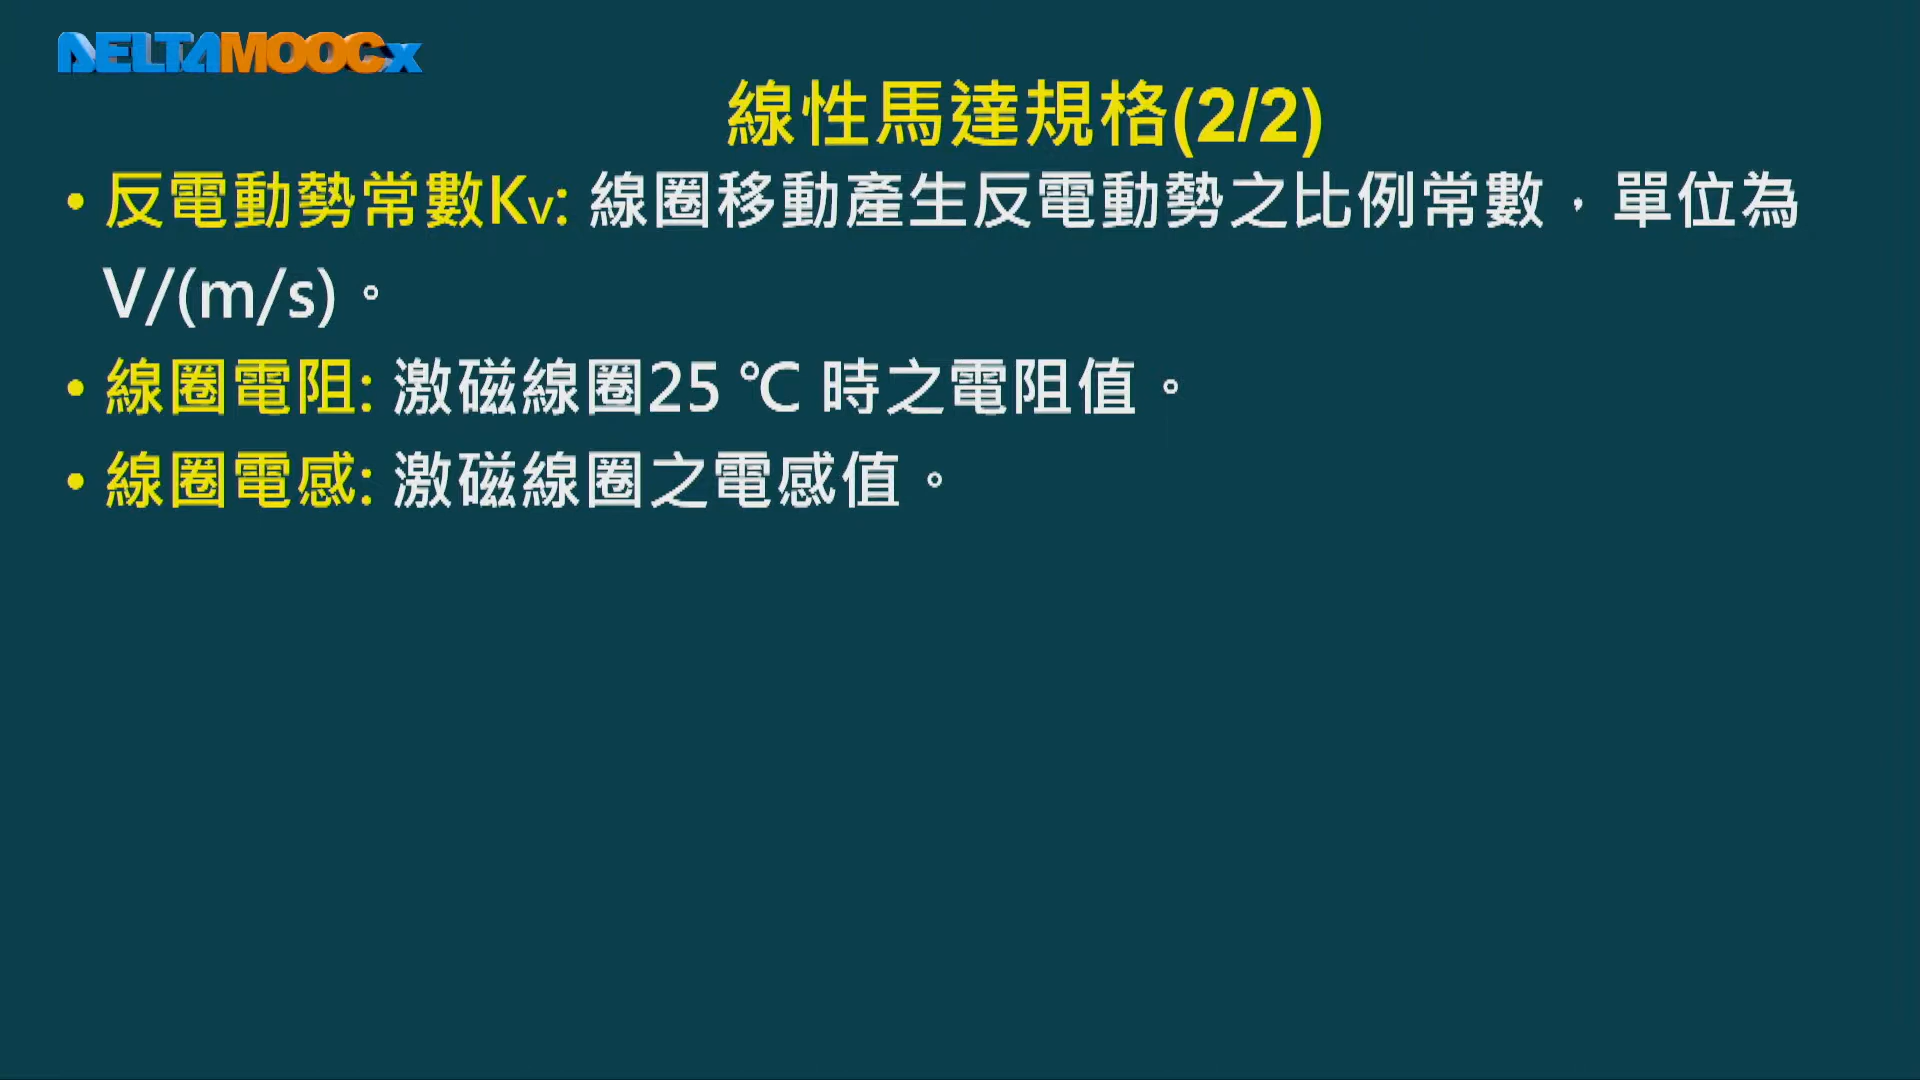 DELTAMOOCx
線性馬達規格(2/2)
• 反電動勢常數Kv: 線圈移動產生反電動勢之比例常數，單位為
V/(m/s)。
• 線圈電阻: 激磁線圈25 ℃ 時之電阻值。
• 線圈電感: 激磁線圈之電感值。